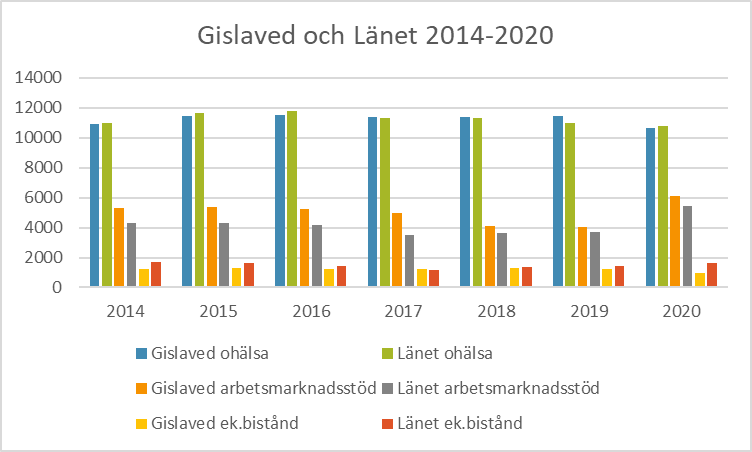 Gislaved och Länet 2014-2020
14000
12000
10000
8000
6000
4000
2000
0
2014 2015 2016 2017 2018 2019 2020
Gislaved ohälsa Länet ohälsa
Gislaved arbetsmarknadsstöd Länet arbetsmarknadsstöd
Gislaved ek.bistånd Länet ek.bistånd